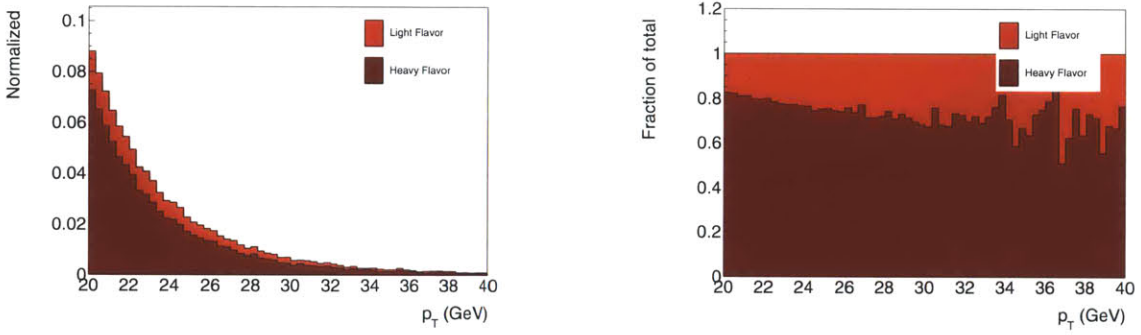 Normalized
0.1
0.08
0.06
0.04
0.02
0
20 22 24 26 28 30 32 34 36 38 40
p_T (GeV)
Light Flavor
Heavy Flavor
Fraction of total
1.2
1
0.8
0.6
0.4
0.2
0
20 22 24 26 28 30 32 34 36 38 40
p_T (GeV)
Light Flavor
Heavy Flavor